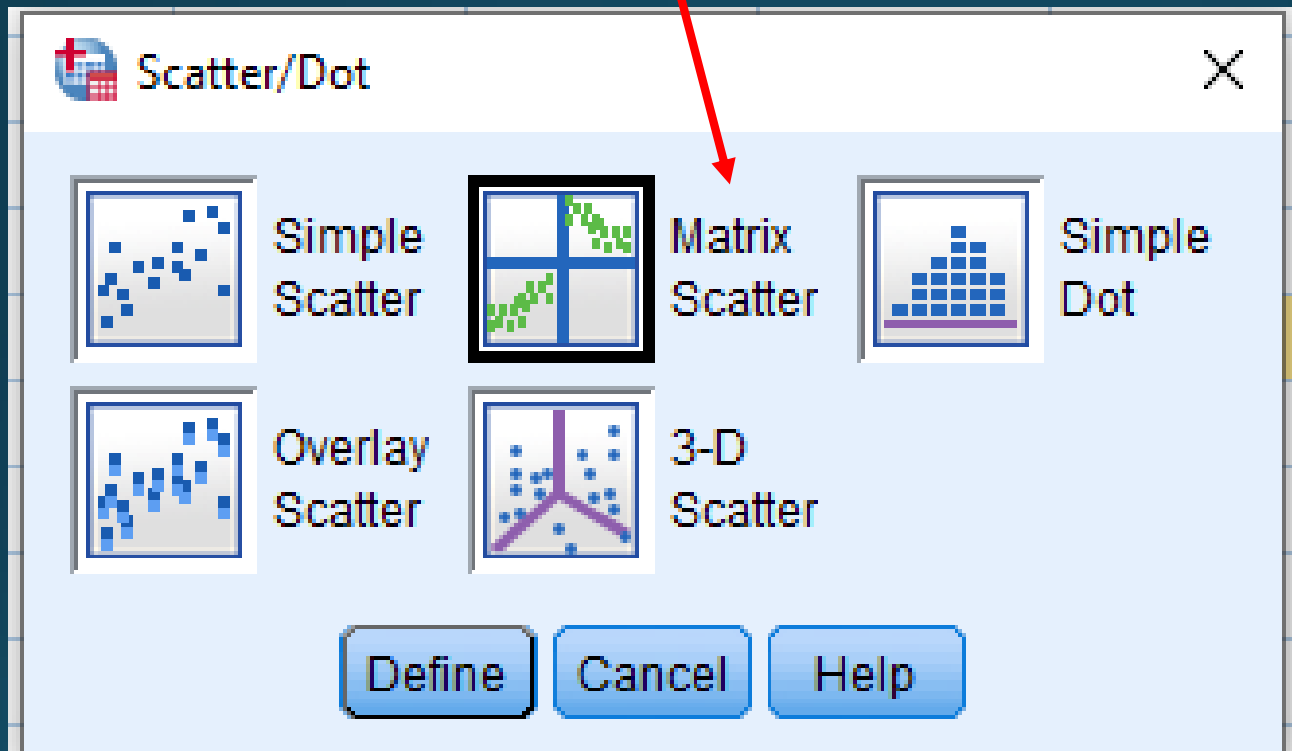 Scatter/Dot
Simple
Scatter
Matrix
Scatter
Simple
Dot
Overlay
Scatter
3-D
Scatter
Define
Cancel
Help